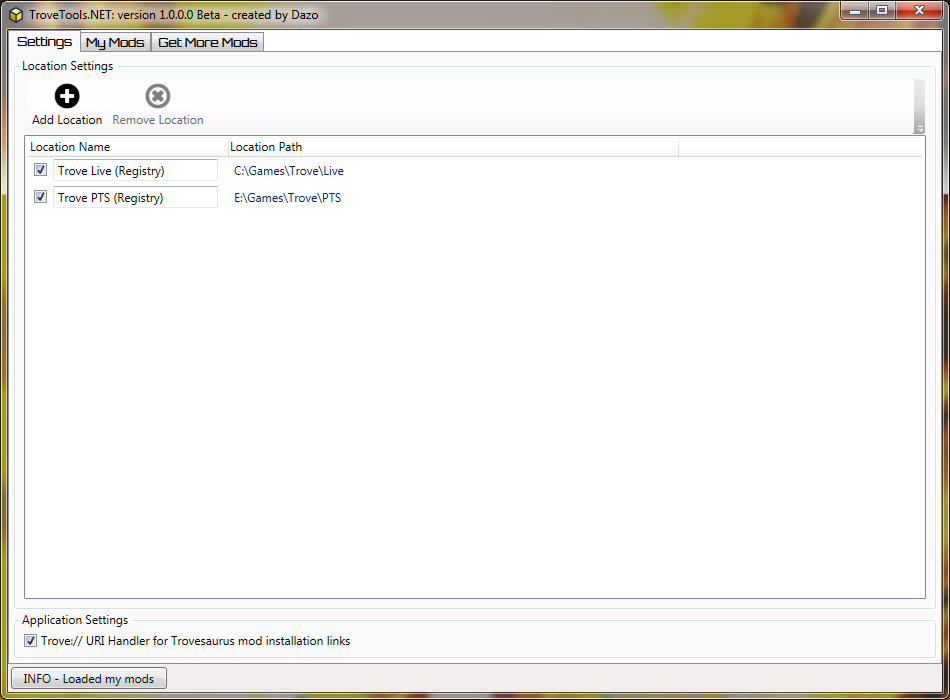 TroveTools.NET: version 1.0.0.0 Beta - created by Dazo
Settings My Mods Get More Mods
Location Settings
Add Location Remove Location
Location Name Location Path
Trove Live (Registry) C:\Games\Trove\Live
Trove PTS (Registry) E:\Games\Trove\PTS
Application Settings
Trove:// URI Handler for Trovesaurus mod installation links
INFO - Loaded my mods